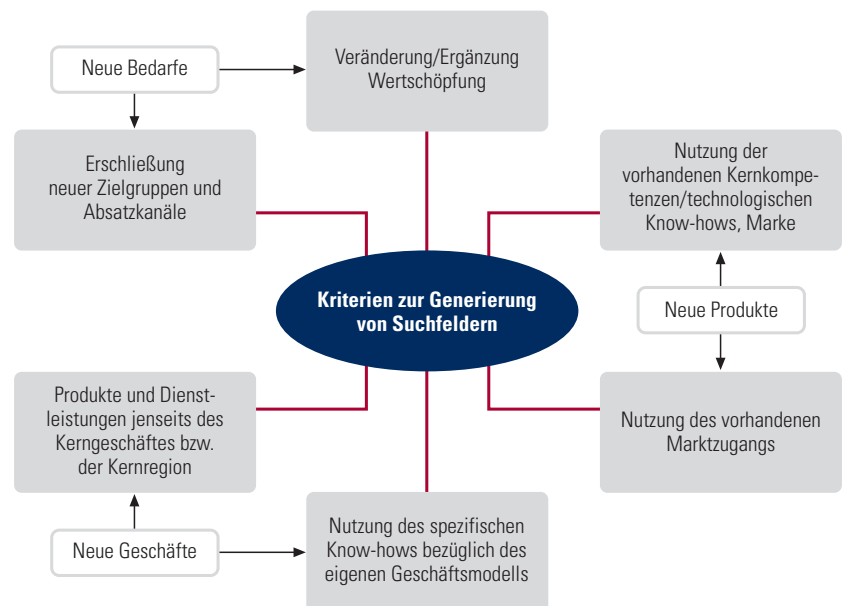 Neue Bedarfe
Veränderung/Ergänzung
Wertschöpfung
Erschließung
neuer Zielgruppen und
Absatzkanäle
Nutzung der
vorhandenen Kernkompe-
tenzen/technologischen
Know-hows, Marke
Kriterien zur Generierung
von Suchfeldern
Neue Produkte
Produkte und Dienst-
leistungen jenseits des
Kerngeschäftes bzw.
der Kernregion
Nutzung des vorhandenen
Marktzugangs
Neue Geschäfte
Nutzung des spezifischen
Know-hows bezüglich des
eigenen Geschäftsmodells